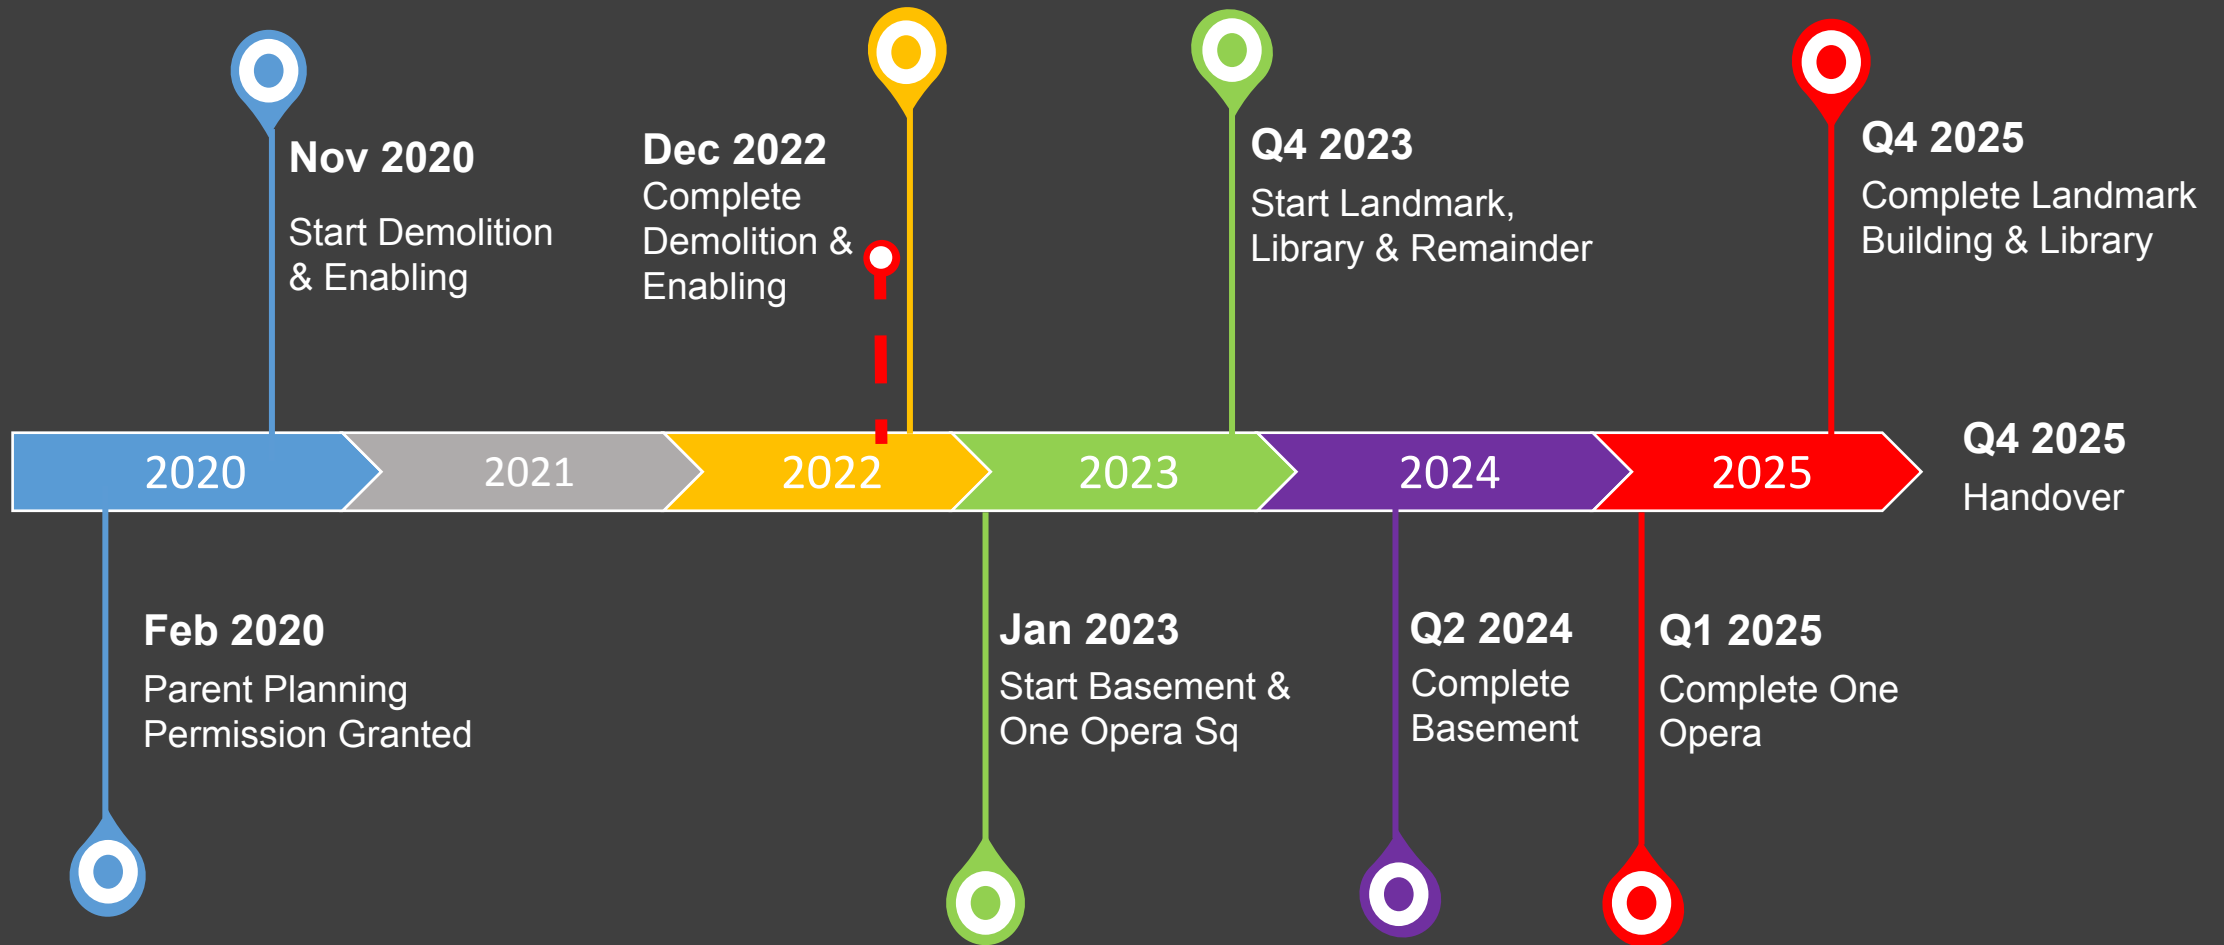 Nov 2020
Start Demolition
& Enabling
Dec 2022
Complete
Demolition &
Enabling
Q4 2023
Start Landmark,
Library & Remainder
Q4 2025
Complete Landmark
Building & Library
2020
2021
2022
2023
2024
2025
Q4 2025
Handover
Feb 2020
Parent Planning
Permission Granted
Jan 2023
Start Basement &
One Opera Sq
Q2 2024
Complete
Basement
Q1 2025
Complete One
Opera